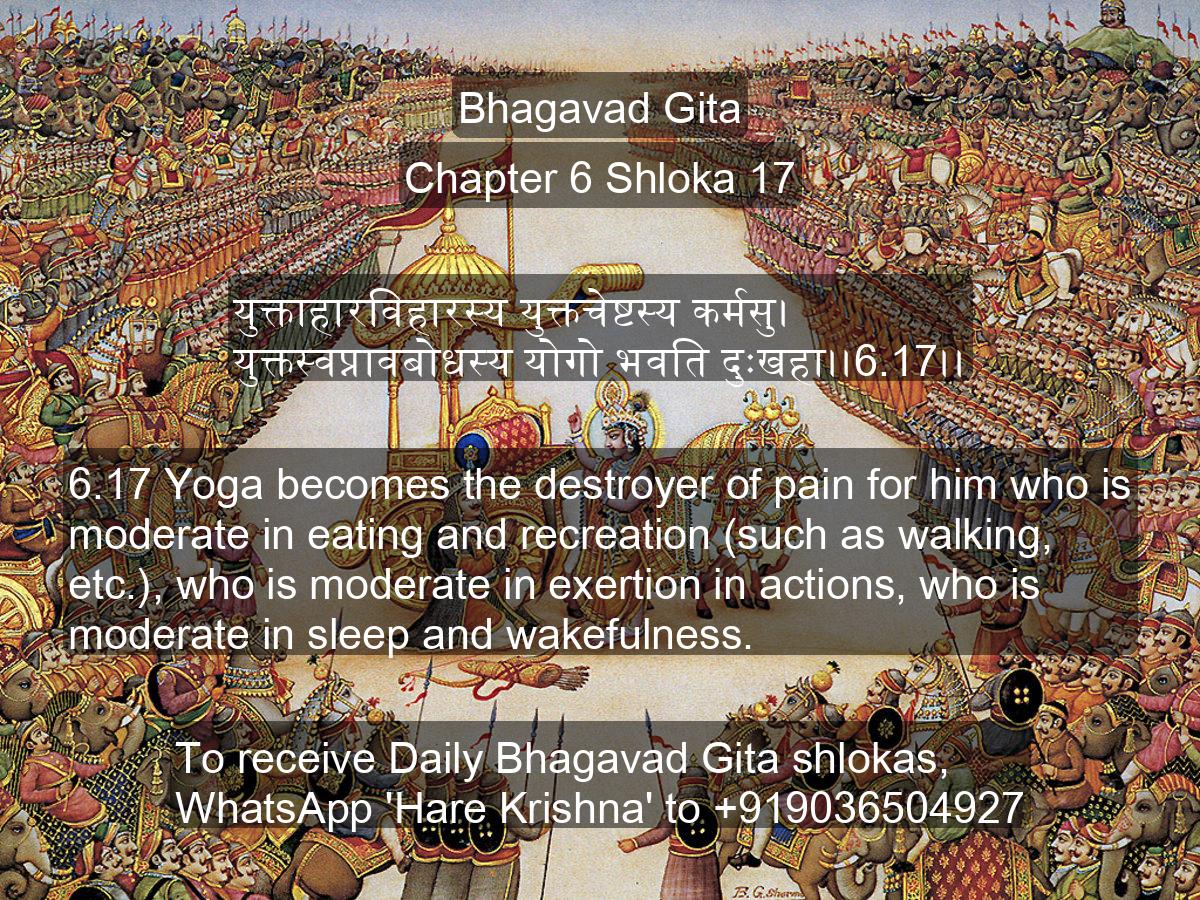 Bhagavad Gita
Chapter 6 Shloka 17
युक्ताहारविहारस्य युक्तचेष्टस्य कर्मसु।
युक्तस्वप्नावबोधस्य योगो भवति दुःखहा।।6.17।।
6.17 Yoga becomes the destroyer of pain for him who is
moderate in eating and recreation (such as walking,
etc.), who is moderate in exertion in actions, who is
moderate in sleep and wakefulness.
To receive Daily Bhagavad Gita shlokas,
WhatsApp 'Hare Krishna' to +919036504927
B.G. Sharma